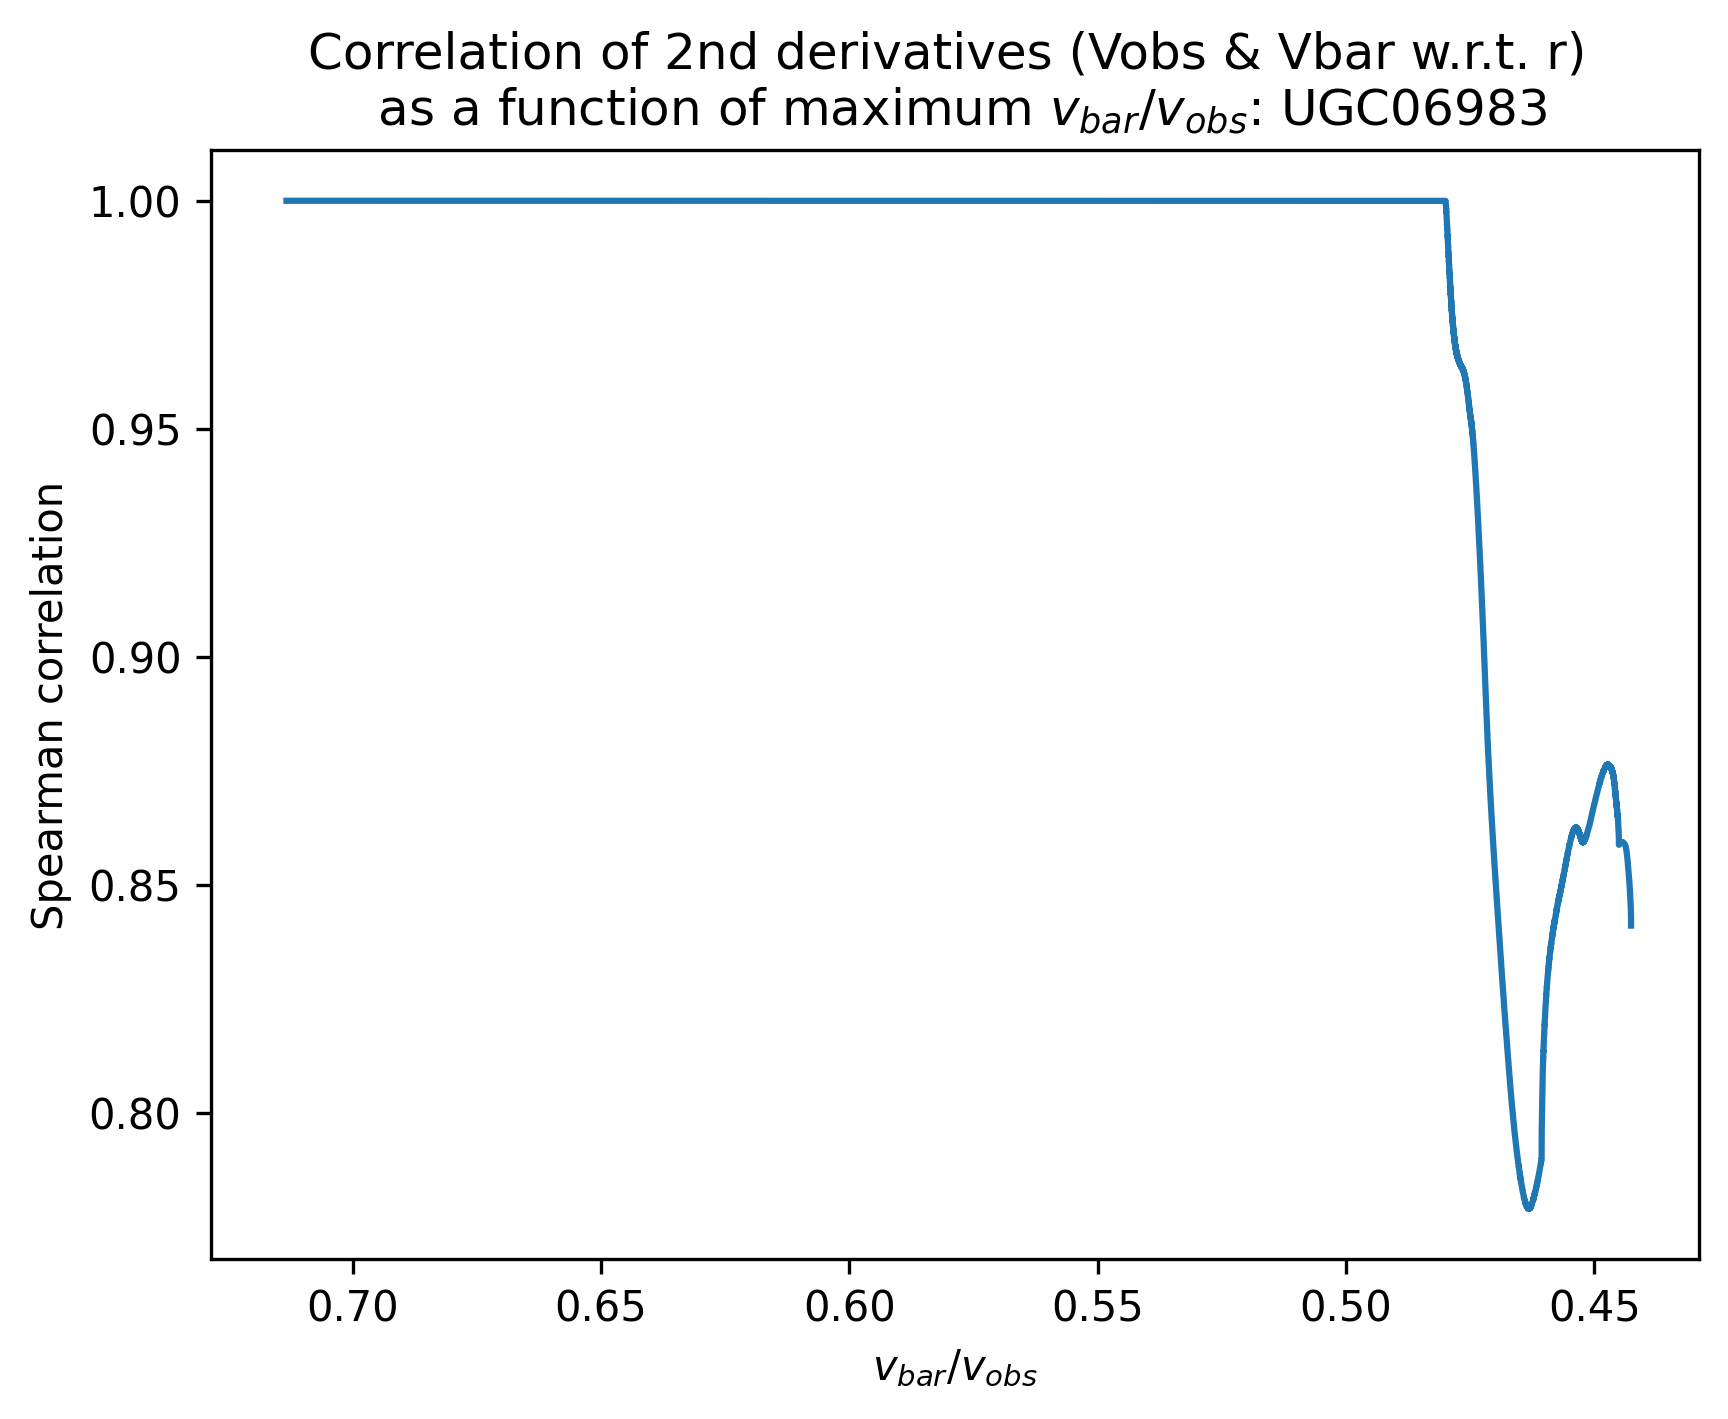 Correlation of 2nd derivatives (Vobs & Vbar w.r.t. r)
as a function of maximum v_bar/v_obs: UGC06983
1.00
0.95
0.90
0.85
0.80
Spearman correlation
0.70 0.65 0.60 0.55 0.50 0.45
v_bar/v_obs